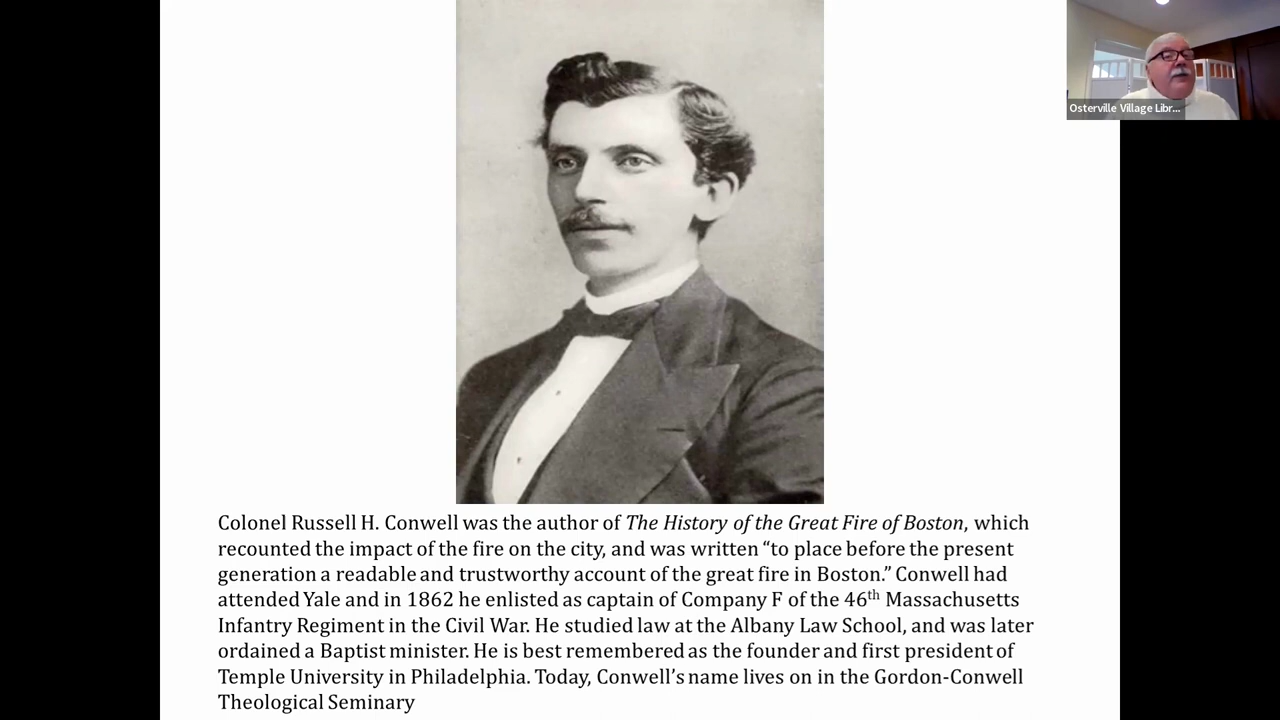 Osterville Village Libr...
Colonel Russell H. Conwell was the author of The History of the Great Fire of Boston, which
recounted the impact of the fire on the city, and was written “to place before the present
generation a readable and trustworthy account of the great fire in Boston.” Conwell had
attended Yale and in 1862 he enlisted as captain of Company F of the 46th Massachusetts
Infantry Regiment in the Civil War. He studied law at the Albany Law School, and was later
ordained a Baptist minister. He is best remembered as the founder and first president of
Temple University in Philadelphia. Today, Conwell’s name lives on in the Gordon-Conwell
Theological Seminary